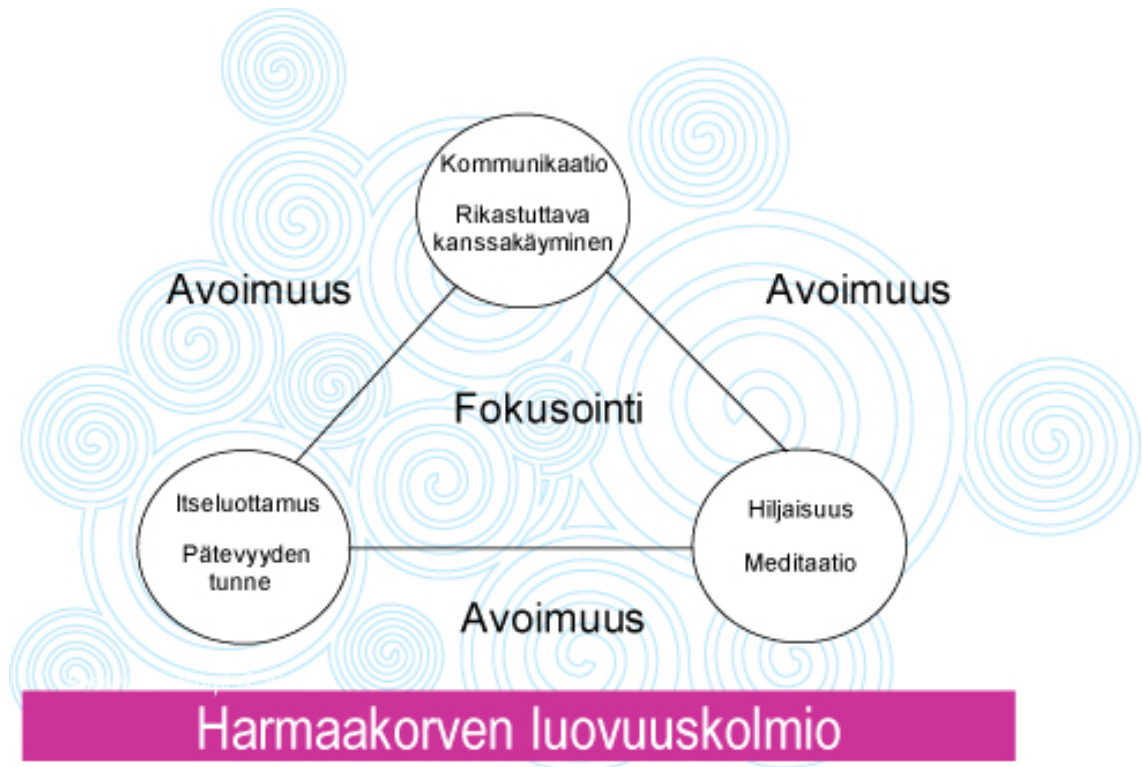 Kommunikaatio
Rikastuttava
kanssakäyminen
Avoimuus
Avoimuus
Fokusointi
Itseluottamus
Pätevyyden
tunne
Hiljaisuus
Meditaatio
Avoimuus
Harmaakorven luovuuskolmio